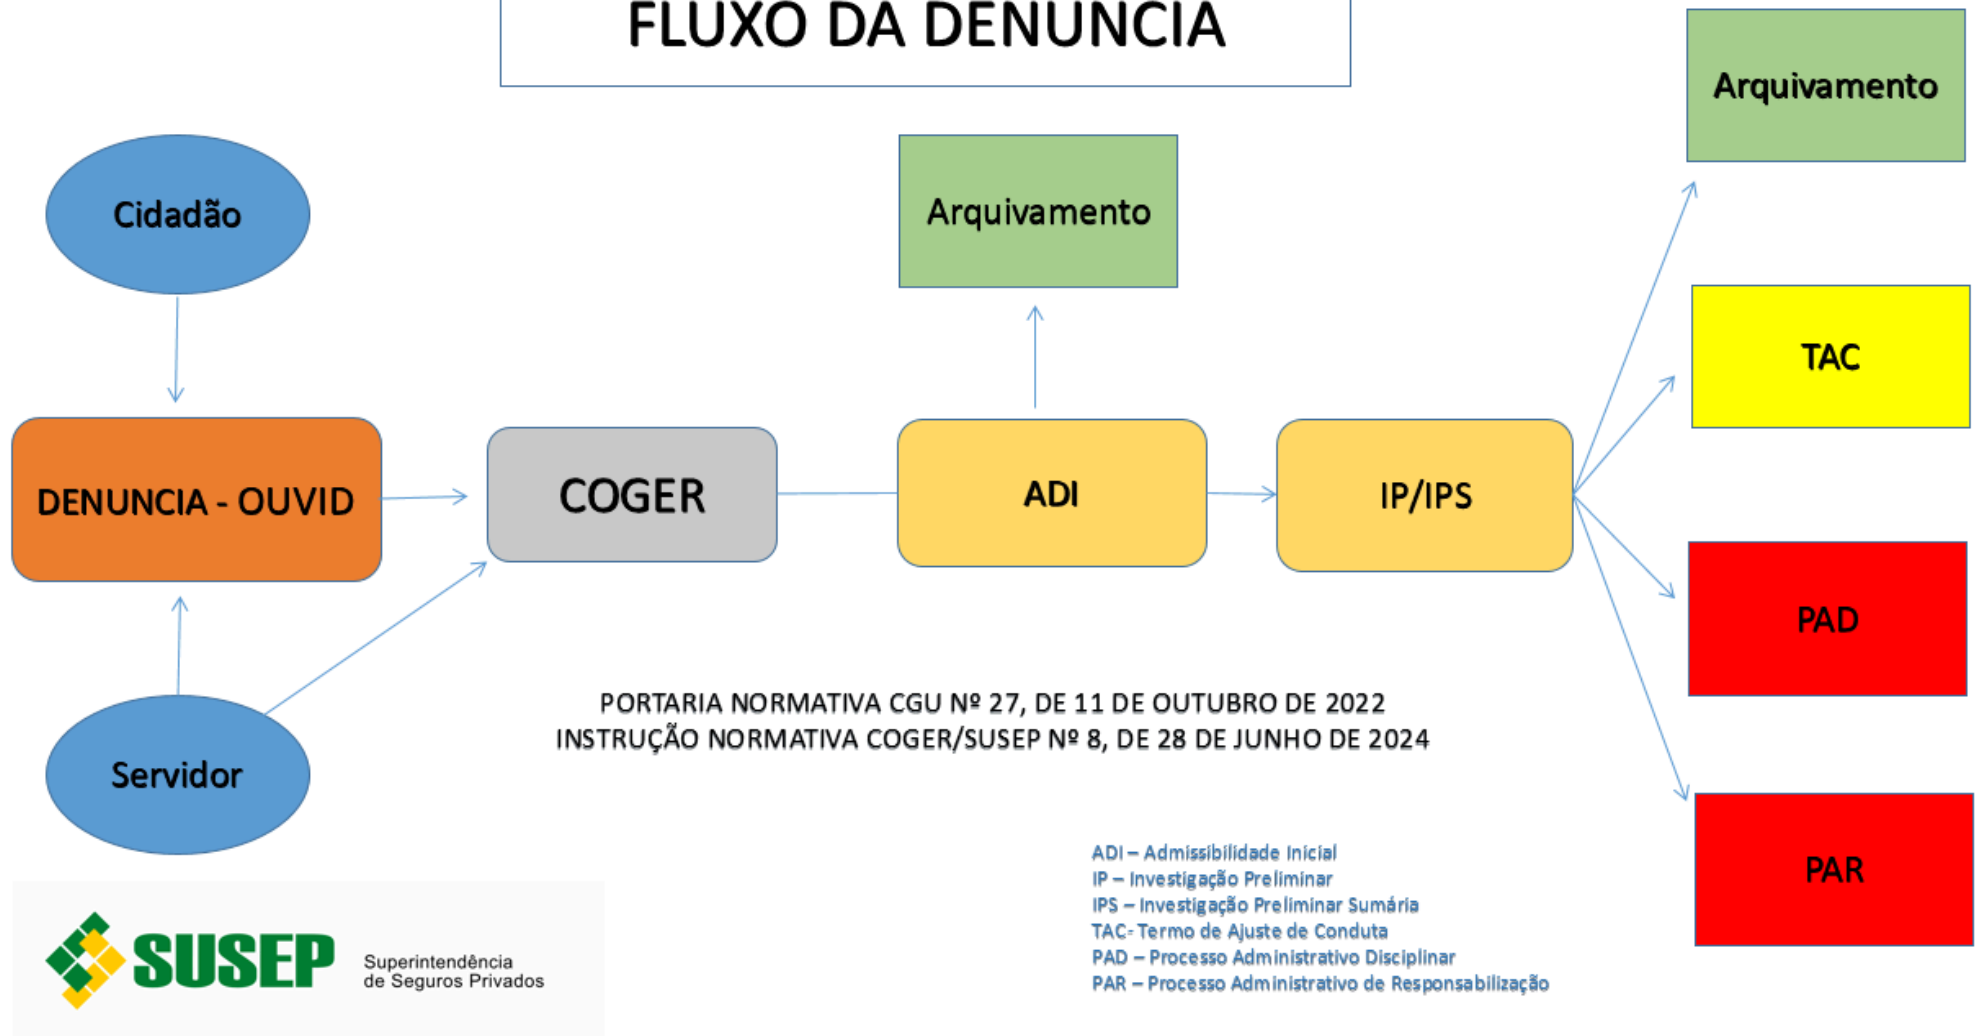 FLUXO DA DENUNCIA
Arquivamento
Cidadão
Arquivamento
TAC
DENUNCIA - OUVID
COGER
ADI
IP/IPS
PAD
PORTARIA NORMATIVA CGU Nº 27, DE 11 DE OUTUBRO DE 2022
INSTRUÇÃO NORMATIVA COGER/SUSEP Nº 8, DE 28 DE JUNHO DE 2024
Servidor
PAR
ADI – Admissibilidade Inicial
IP – Investigação Preliminar
IPS – Investigação Preliminar Sumária
TAC- Termo de Ajuste de Conduta
PAD – Processo Administrativo Disciplinar
PAR – Processo Administrativo de Responsabilização
SUSEP
Superintendência
de Seguros Privados